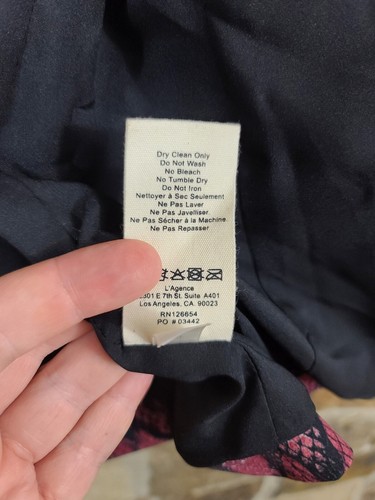 Dry Clean Only
Do Not Wash
No Bleach
No Tumble Dry
Do Not Iron
Nettoyer à Sec Seulement
Ne Pas Laver
Ne Pas Javelliser
Ne Pas Sécher à la Machine
Ne Pas Repasser
L'Agence
E 7th St. Suite A401
Los Angeles, CA. 90023
RN126654
PO # 03442